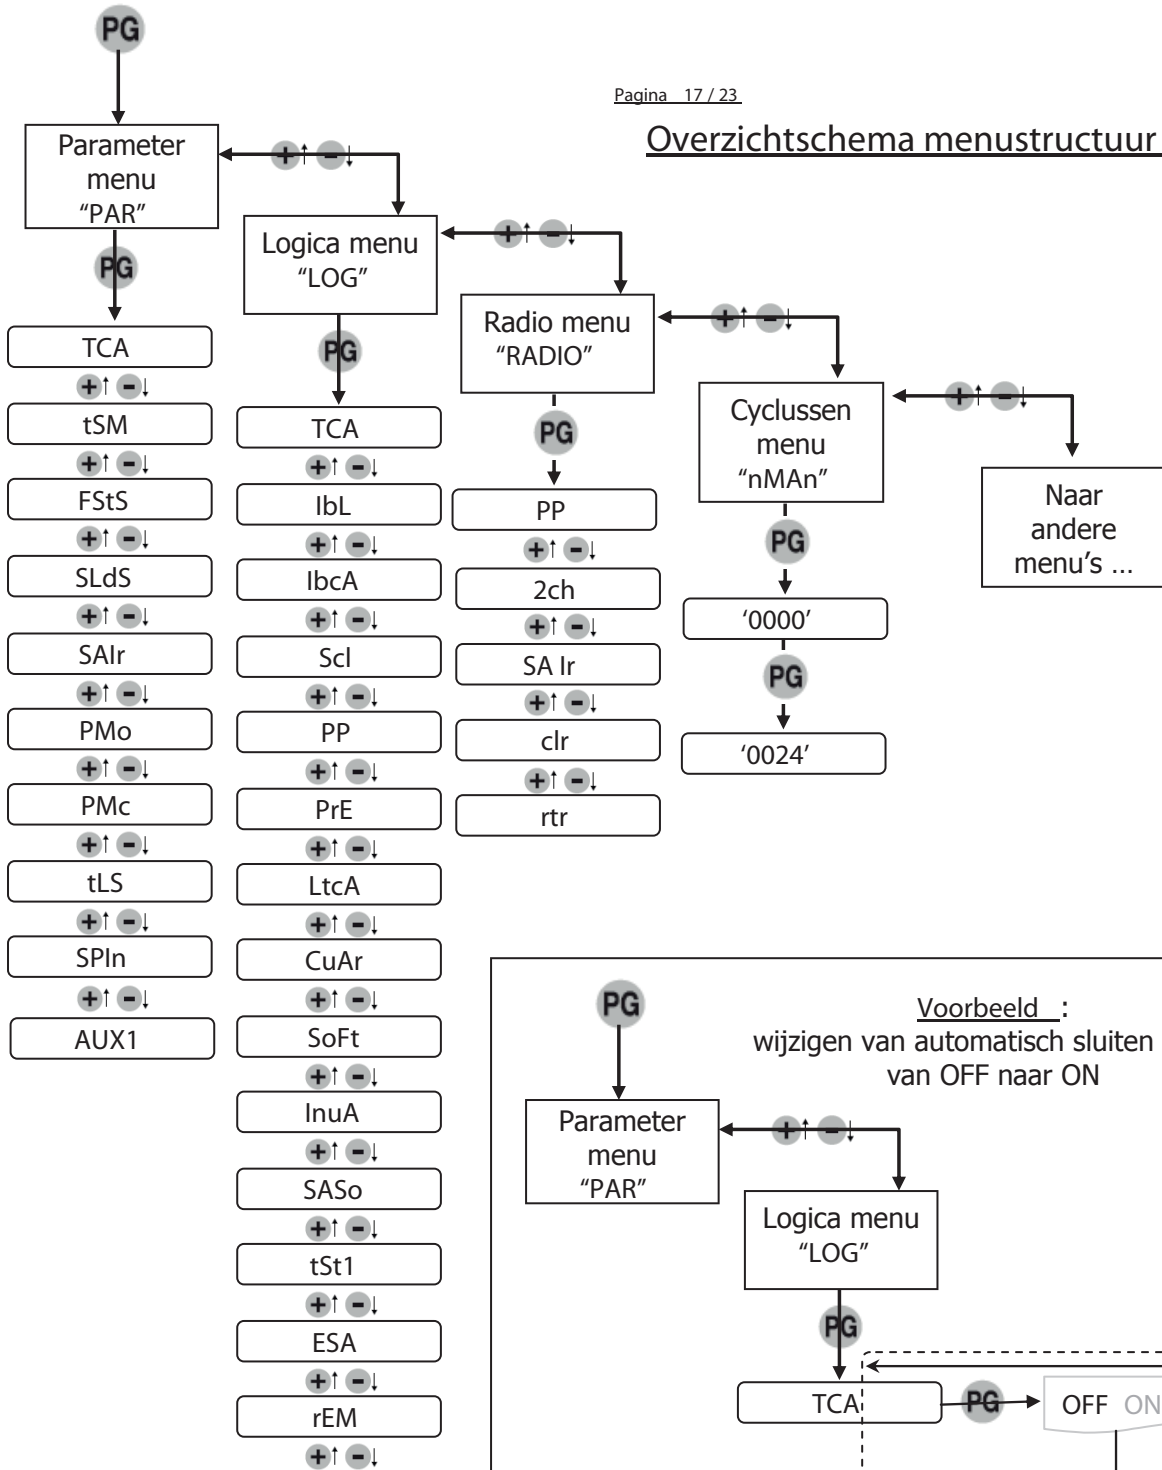 PG
Pagina 17 / 23
Overzichtschema menustructuur
Parameter
menu
“PAR”
+ -
PG
Logica menu
“LOG”
+ -
PG
Radio menu
“RADIO”
+ -
PG
Cyclussen
menu
“nMAn”
+ -
PG
Naar
andere
menu's ...
TCA
+ -
tSM
+ -
FStS
+ -
SLdS
+ -
SAIr
+ -
PMo
+ -
PMc
+ -
tLS
+ -
SPIn
+ -
AUX1
TCA
+ -
IbL
+ -
IbcA
+ -
Scl
+ -
PP
+ -
PrE
+ -
LtcA
+ -
CuAr
+ -
SoFt
+ -
InuA
+ -
SASo
+ -
tSt1
+ -
ESA
+ -
rEM
+ -
PP
+ -
2ch
+ -
SA Ir
+ -
clr
+ -
rtr
‘0000’
PG
‘0024’
PG
Voorbeeld :
wijzigen van automatisch sluiten
van OFF naar ON
Parameter
menu
“PAR”
+ -
Logica menu
“LOG”
PG
TCA
PG
OFF ON